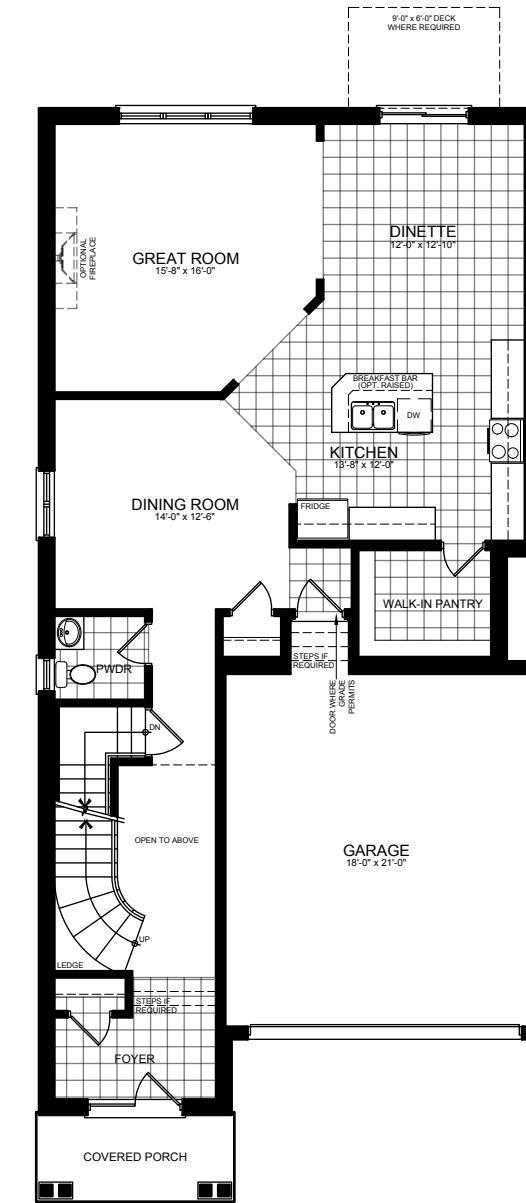 9'-0" x 6'-0" DECK
WHERE REQUIRED
DINETTE
12'-0" x 12'-10"
GREAT ROOM
15'-8" x 16'-0"
OPTIONAL
FIREPLACE
BREAKFAST BAR
(OPT. RAISED)
DW
KITCHEN
13'-8" x 12'-0"
DINING ROOM
14'-0" x 12'-6"
FRIDGE
WALK-IN PANTRY
PWDR
STEPS IF
REQUIRED
DOOR WHERE
GRADE
PERMITS
DN
OPEN TO ABOVE
GARAGE
18'-0" x 21'-0"
UP
LEDGE
STEPS IF
REQUIRED
FOYER
COVERED PORCH